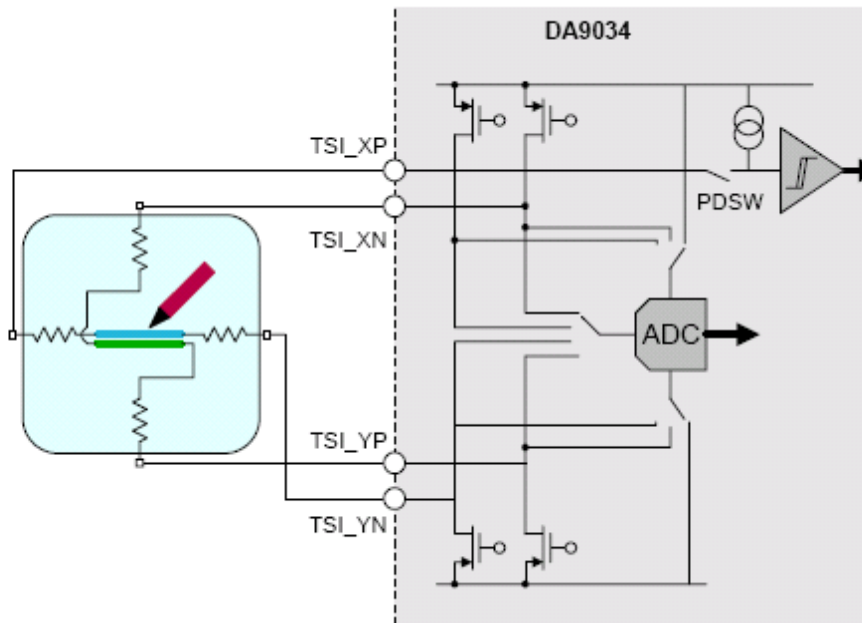 DA9034
TSI_XP
PDSW
TSI_XN
ADC
TSI_YP
TSI_YN